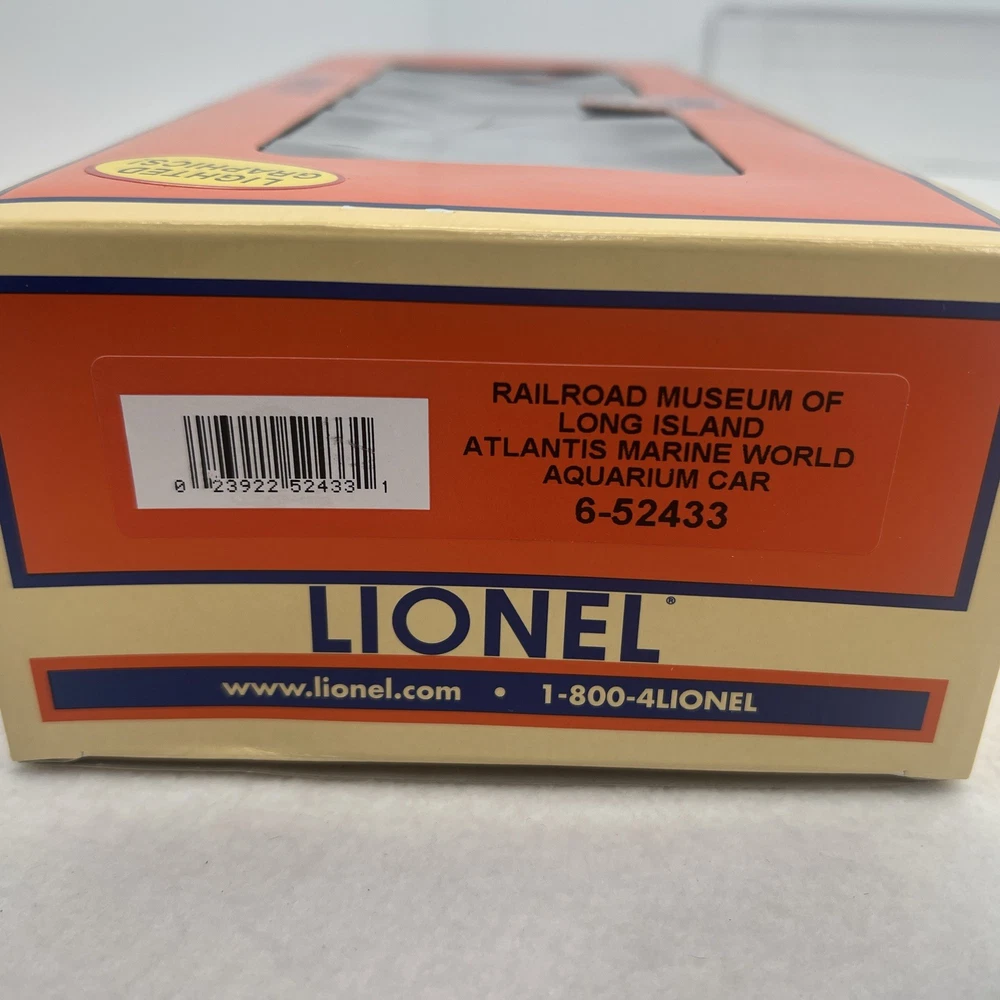 LIGHTED
GRAPHICS!
RAILROAD MUSEUM OF
LONG ISLAND
ATLANTIS MARINE WORLD
AQUARIUM CAR
6-52433
0 23922 52433 1
LIONEL®
www.lionel.com • 1-800-4LIONEL